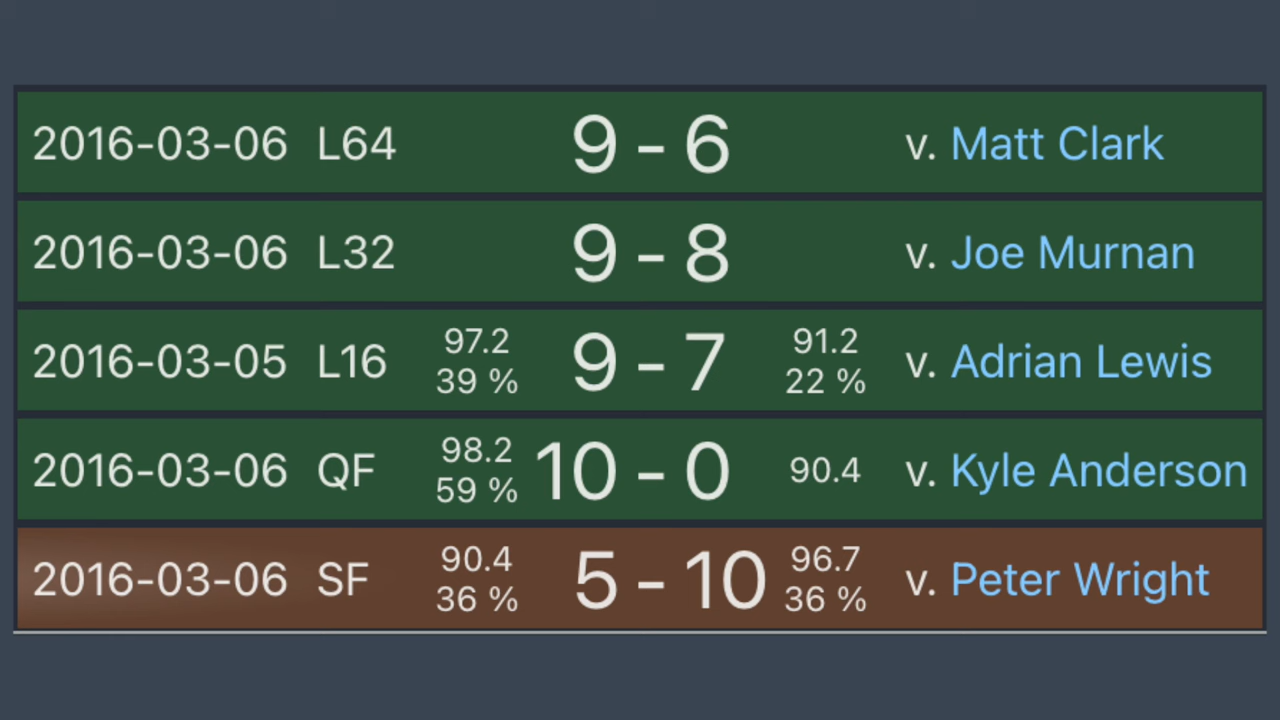 2016-03-06 L64 9 - 6 v. Matt Clark
2016-03-06 L32 9 - 8 v. Joe Murnan
2016-03-05 L16 97.2 39 % 9 - 7 91.2 22 % v. Adrian Lewis
2016-03-06 QF 98.2 59 % 10 - 0 90.4 v. Kyle Anderson
2016-03-06 SF 90.4 36 % 5 - 10 96.7 36 % v. Peter Wright